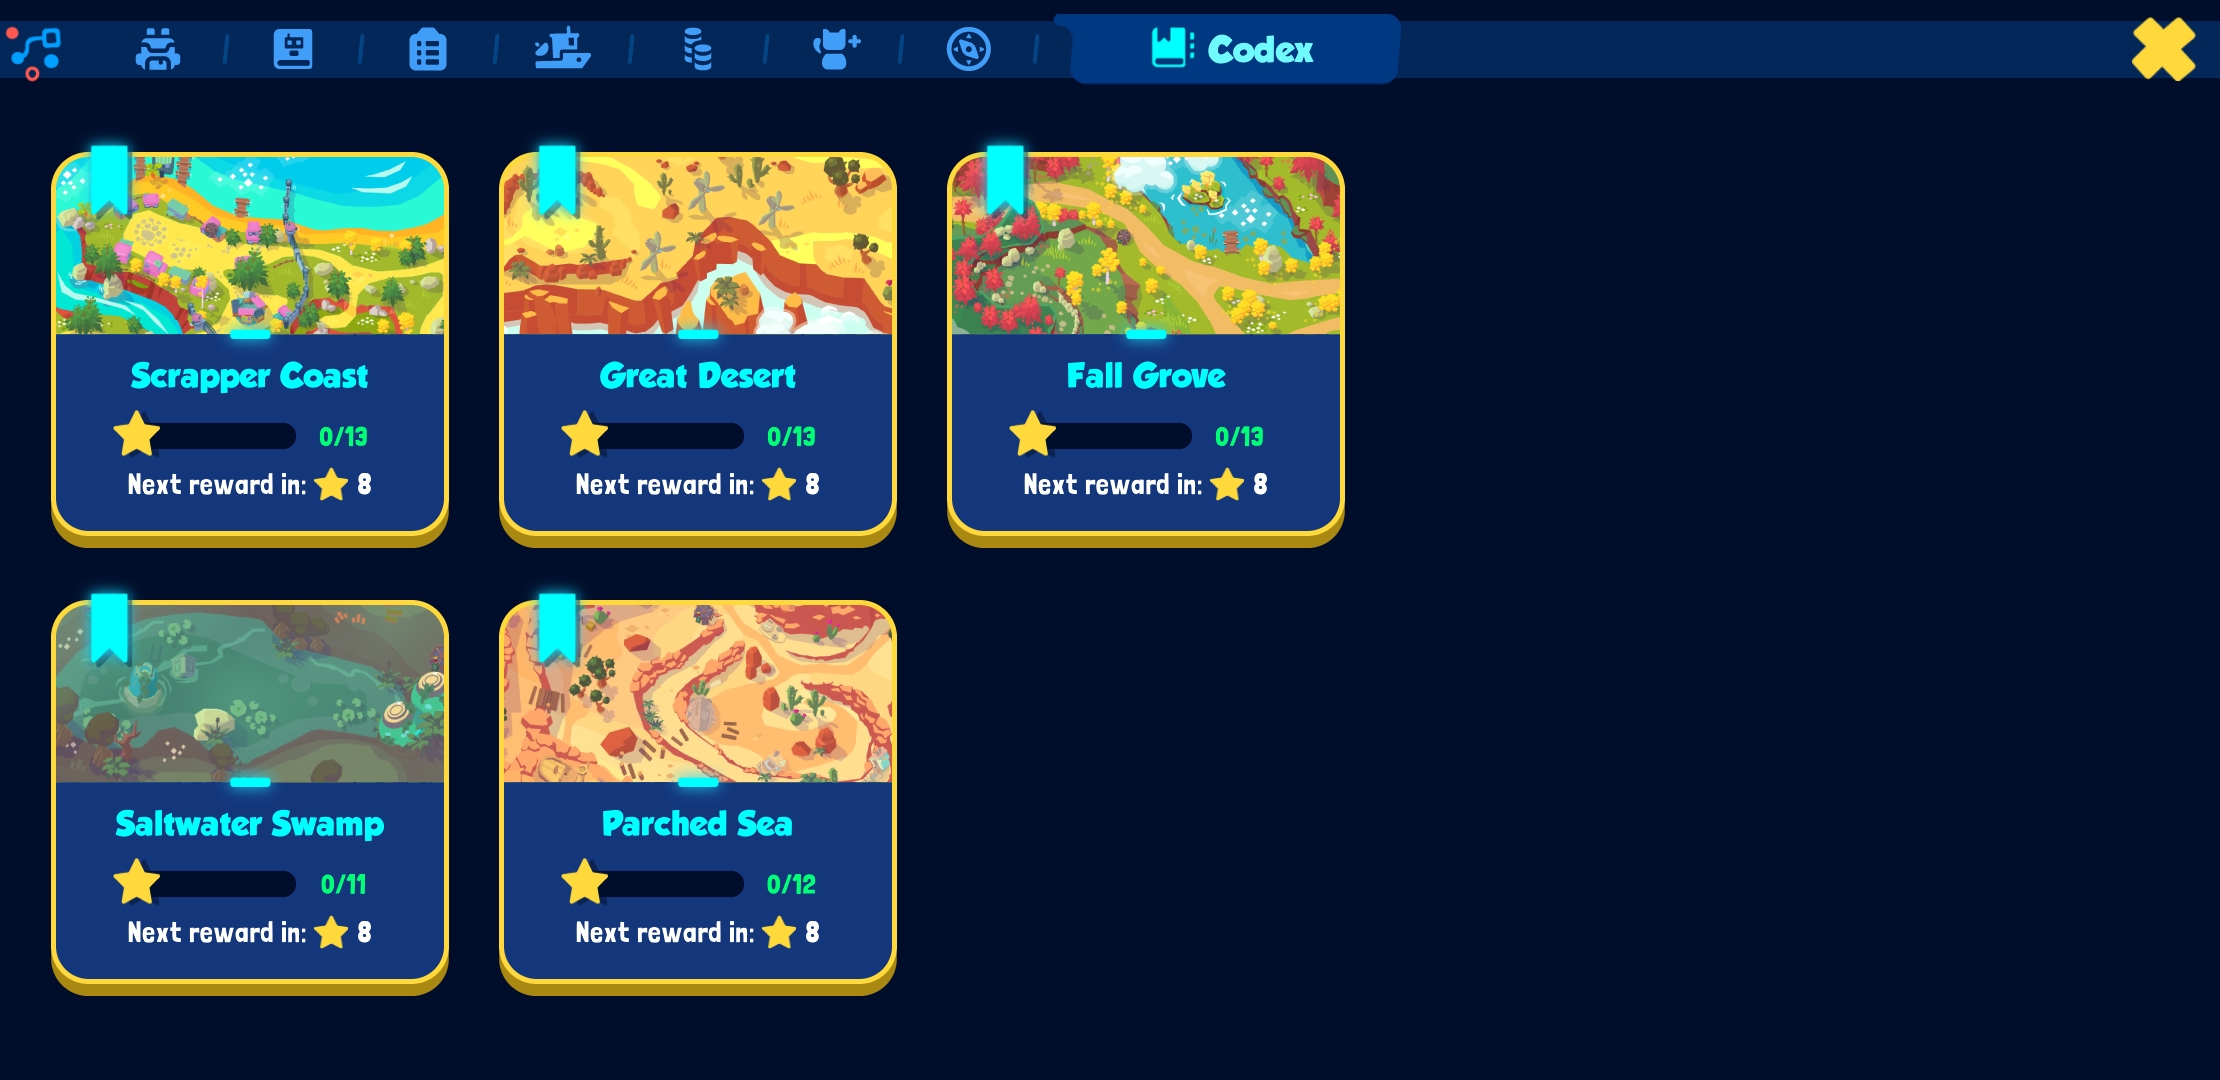 Codex
Scrapper Coast
0/13
Next reward in: 8
Great Desert
0/13
Next reward in: 8
Fall Grove
0/13
Next reward in: 8
Saltwater Swamp
0/11
Next reward in: 8
Parched Sea
0/12
Next reward in: 8